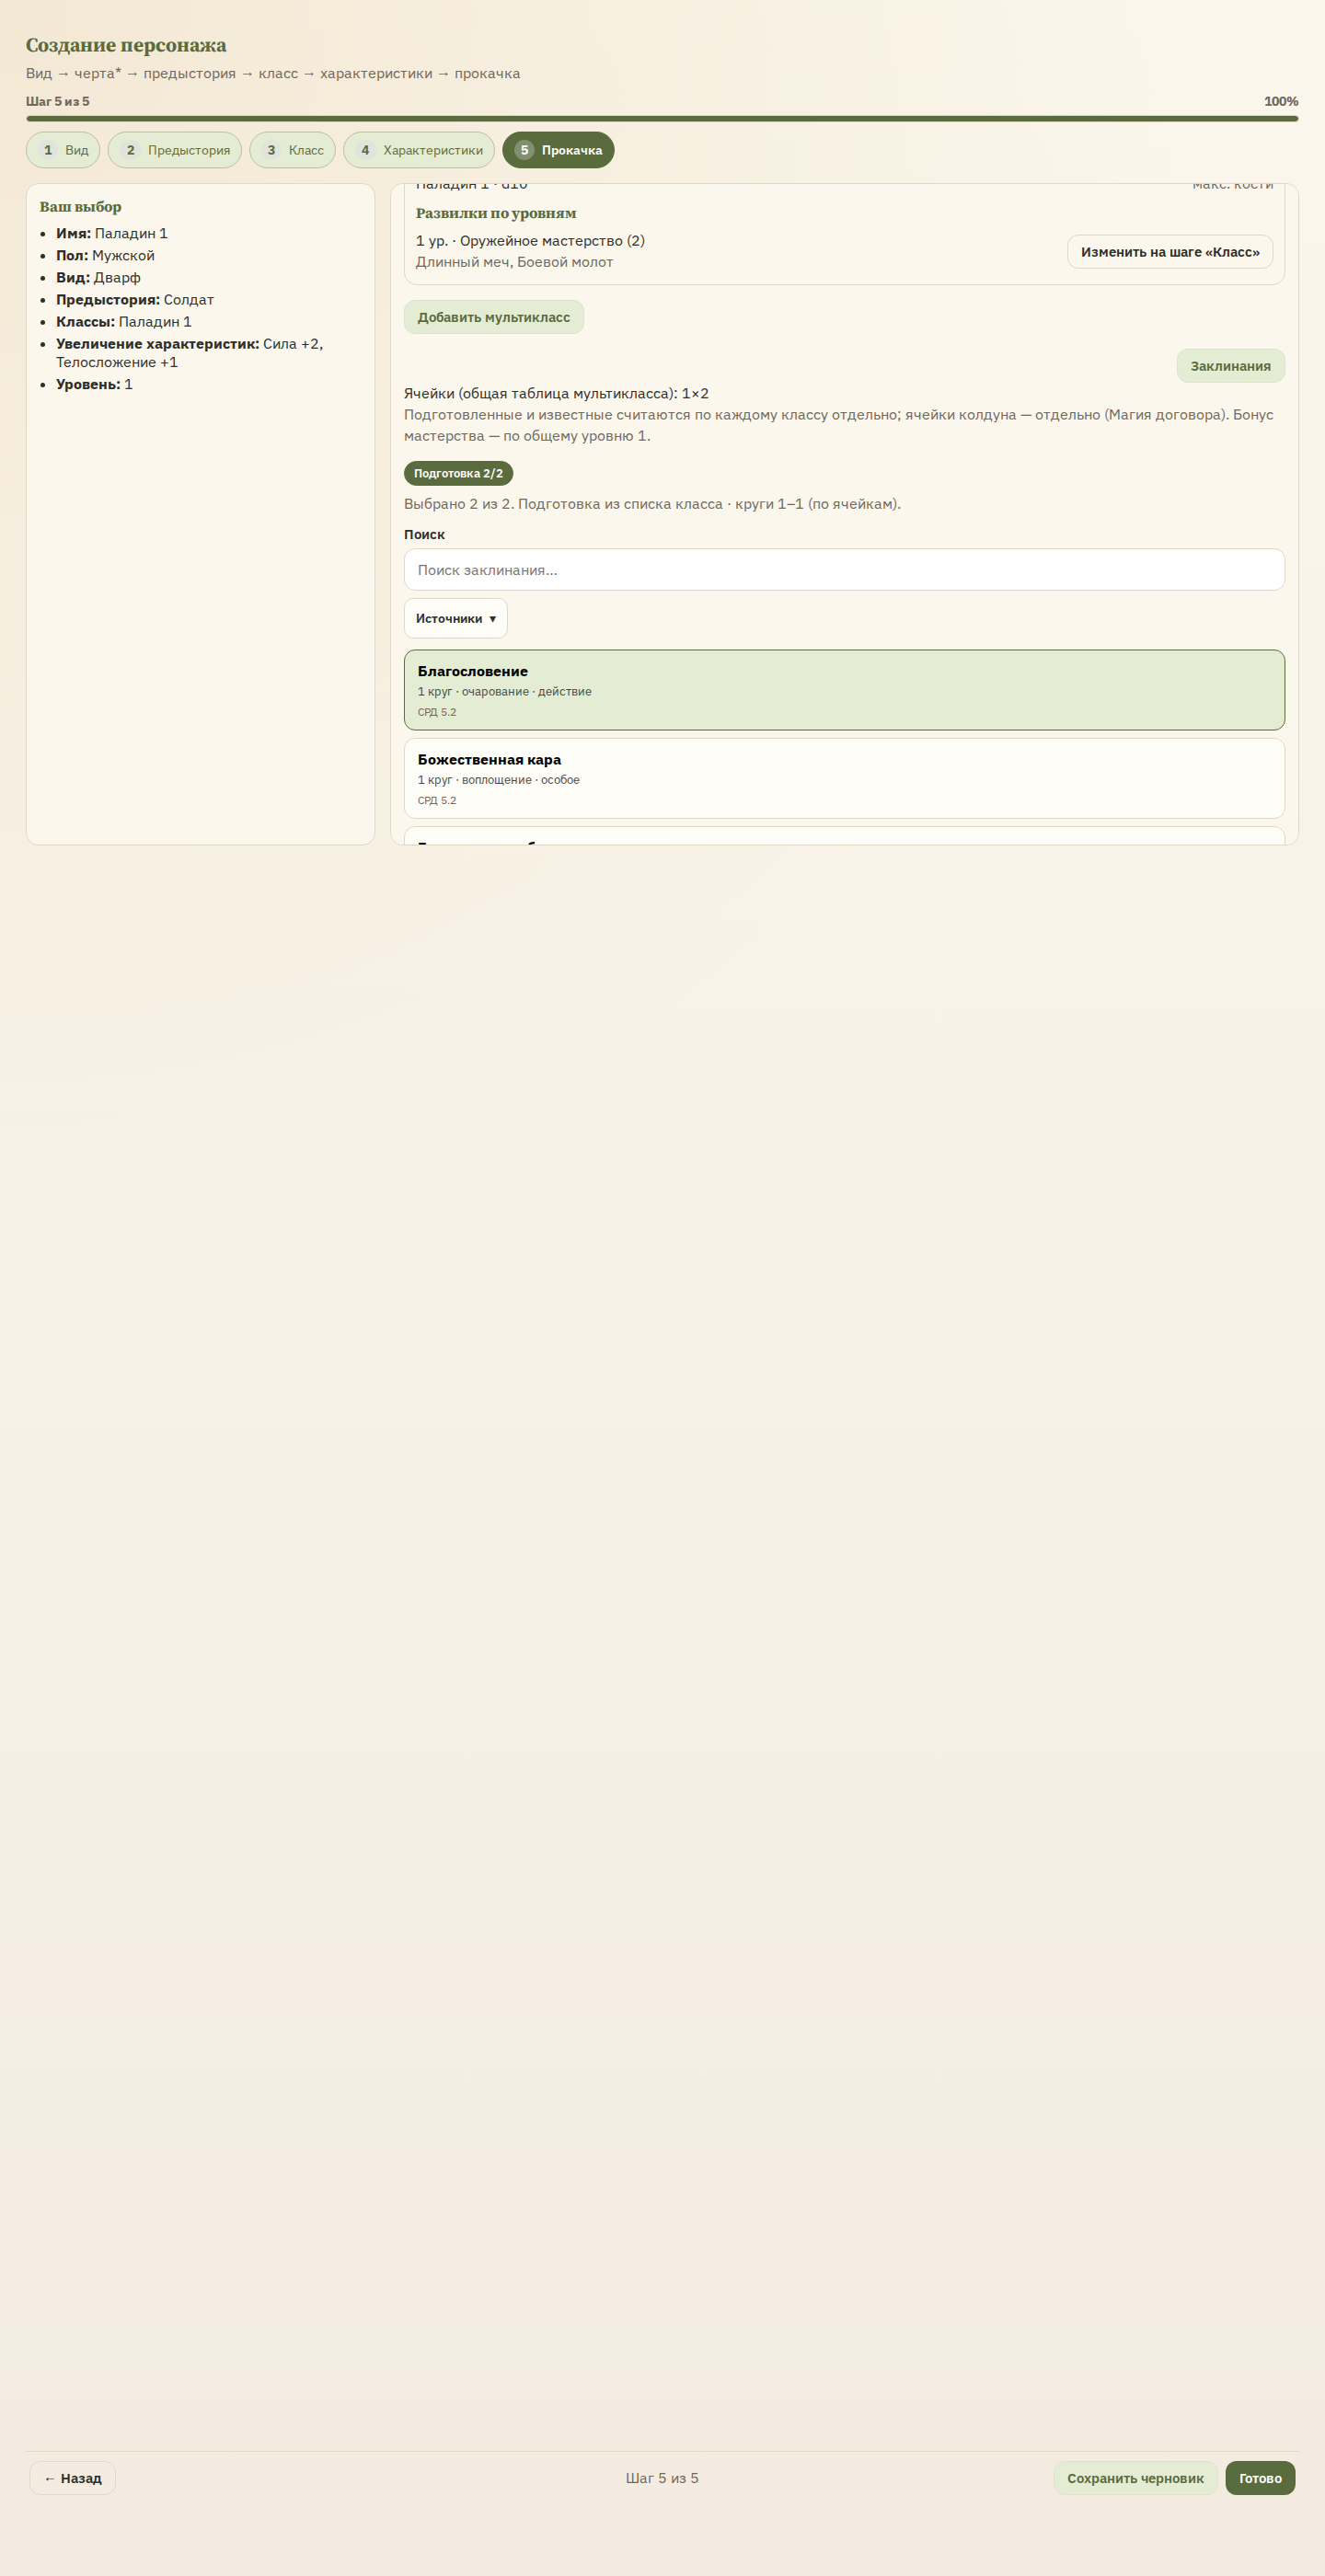 Создание персонажа
Вид → черта* → предыстория → класс → характеристики → прокачка
Шаг 5 из 5
100%
1 Вид
2 Предыстория
3 Класс
4 Характеристики
5 Прокачка
Ваш выбор
Имя: Паладин 1
Пол: Мужской
Вид: Дварф
Предыстория: Солдат
Классы: Паладин 1
Увеличение характеристик: Сила +2,
Телосложение +1
Уровень: 1
Паладин 1 · d10
макс. кости
Развилки по уровням
1 ур. · Оружейное мастерство (2)
Длинный меч, Боевой молот
Изменить на шаге «Класс»
Добавить мультикласс
Заклинания
Ячейки (общая таблица мультикласса): 1×2
Подготовленные и известные считаются по каждому классу отдельно; ячейки колдуна — отдельно (Магия договора). Бонус
мастерства — по общему уровню 1.
Подготовка 2/2
Выбрано 2 из 2. Подготовка из списка класса · круги 1–1 (по ячейкам).
Поиск
Поиск заклинания...
Источники ▾
Благословение
1 круг · очарование · действие
СРД 5.2
Божественная кара
1 круг · воплощение · особое
СРД 5.2
← Назад
Шаг 5 из 5
Сохранить черновик
Готово